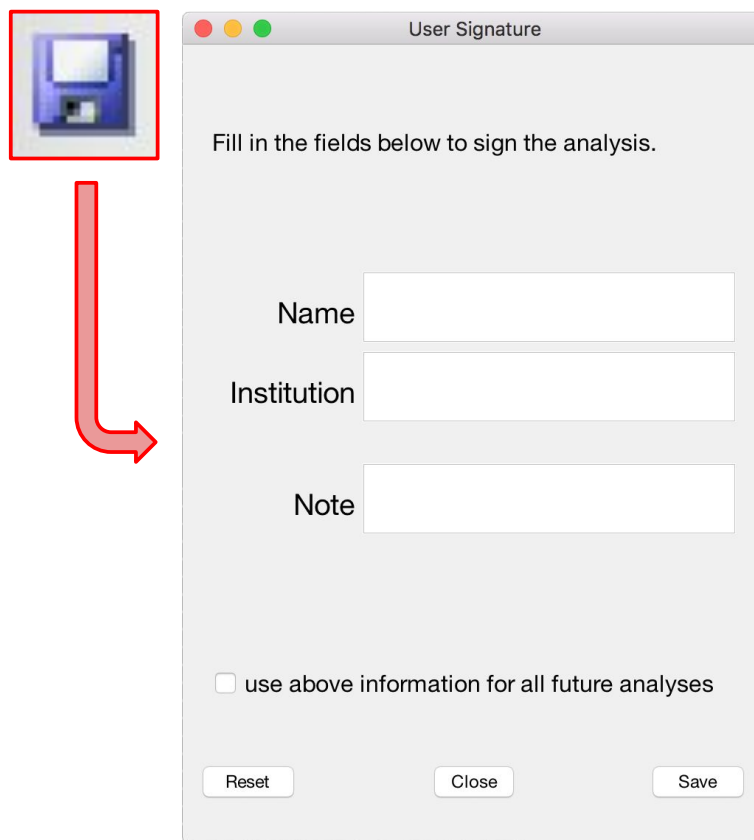 User Signature
Fill in the fields below to sign the analysis.
Name
Institution
Note
use above information for all future analyses
Reset Close Save